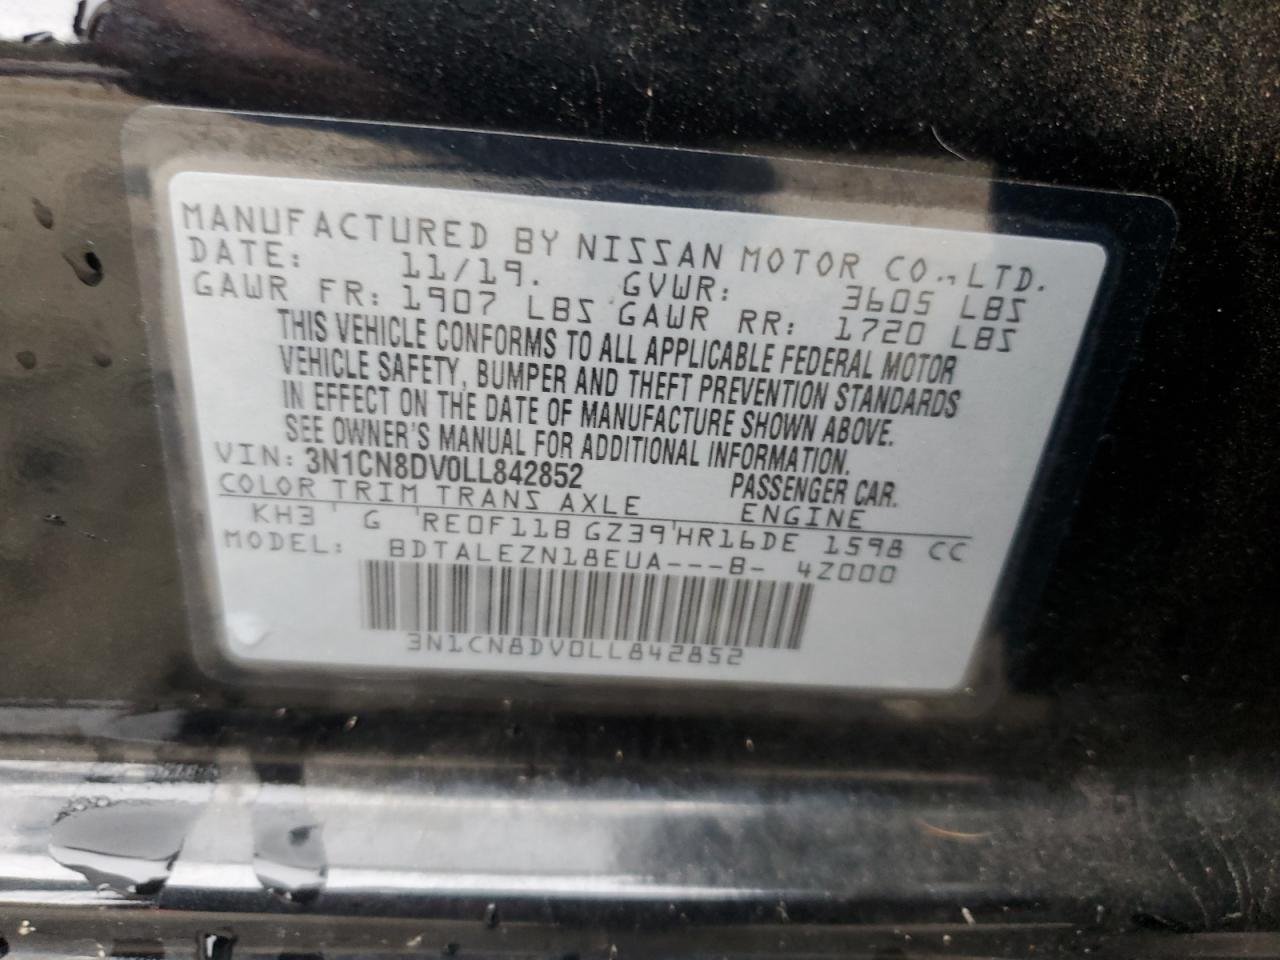 MANUFACTURED BY NISSAN MOTOR CO., LTD.
DATE: 11/19. GVWR: 3605 LBS
GAWR FR: 1907 LBS GAWR RR: 1720 LBS
THIS VEHICLE CONFORMS TO ALL APPLICABLE FEDERAL MOTOR
VEHICLE SAFETY, BUMPER AND THEFT PREVENTION STANDARDS
IN EFFECT ON THE DATE OF MANUFACTURE SHOWN ABOVE.
SEE OWNER'S MANUAL FOR ADDITIONAL INFORMATION.
VIN: 3N1CN8DV0LL842852 PASSENGER CAR.
COLOR TRIM TRANS AXLE ENGINE
KH3 G RE0F11B GZ39 HR16DE 1598 CC
MODEL: BDTALEZN18EUA---B- 4Z000
3N1CN8DV0LL842852